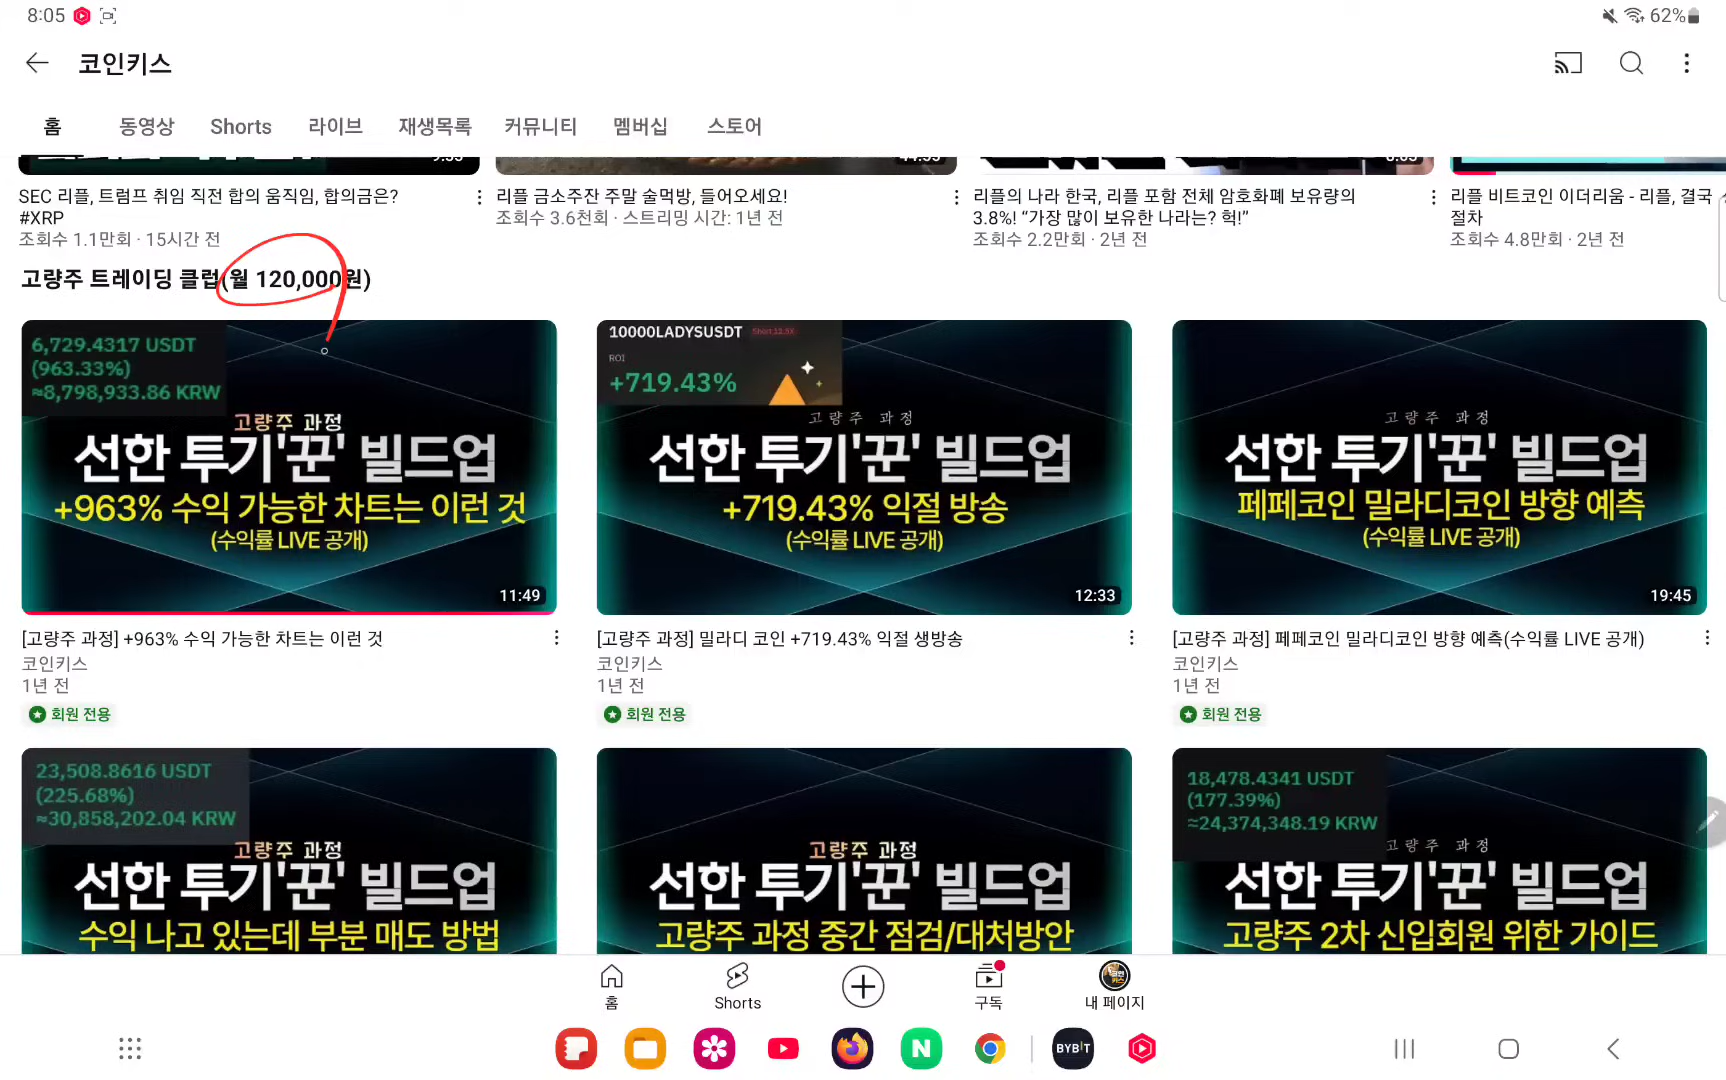 8:05
62%
코인키스
홈 동영상 Shorts 라이브 재생목록 커뮤니티 멤버십 스토어
SEC 리플, 트럼프 취임 직전 합의 움직임, 합의금은?
#XRP
조회수 1.1만회 · 15시간 전
리플 금소주잔 주말 술먹방, 들어오세요!
조회수 3.6천회 · 스트리밍 시간: 1년 전
리플의 나라 한국, 리플 포함 전체 암호화폐 보유량의
3.8%! “가장 많이 보유한 나라는? 헉!”
조회수 2.2만회 · 2년 전
리플 비트코인 이더리움 - 리플, 결국
절차
조회수 4.8만회 · 2년 전
고량주 트레이딩 클럽(월 120,000원)
6,729.4317 USDT
(963.33%)
≈8,798,933.86 KRW
고량주 과정
선한 투기'꾼' 빌드업
+963% 수익 가능한 차트는 이런 것
(수익률 LIVE 공개)
11:49
[고량주 과정] +963% 수익 가능한 차트는 이런 것
코인키스
1년 전
회원 전용
10000LADYSUSDT Short 12.5X
ROI
+719.43%
고량주 과정
선한 투기'꾼' 빌드업
+719.43% 익절 방송
(수익률 LIVE 공개)
12:33
[고량주 과정] 밀라디 코인 +719.43% 익절 생방송
코인키스
1년 전
회원 전용
고량주 과정
선한 투기'꾼' 빌드업
페페코인 밀라디코인 방향 예측
(수익률 LIVE 공개)
19:45
[고량주 과정] 페페코인 밀라디코인 방향 예측(수익률 LIVE 공개)
코인키스
1년 전
회원 전용
23,508.8616 USDT
(225.68%)
≈30,858,202.04 KRW
고량주 과정
선한 투기'꾼' 빌드업
수익 나고 있는데 부분 매도 방법
고량주 과정
선한 투기'꾼' 빌드업
고량주 과정 중간 점검/대처방안
18,478.4341 USDT
(177.39%)
≈24,374,348.19 KRW
고량주 과정
선한 투기'꾼' 빌드업
고량주 2차 신입회원 위한 가이드
홈 Shorts 구독 내 페이지
N
BYBIT